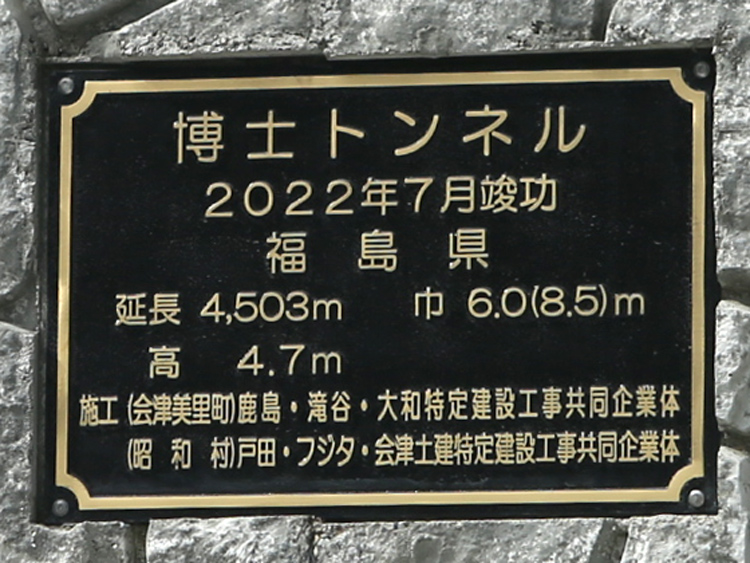 博士トンネル
2022年7月竣功
福島県
延長 4,503m 巾 6.0(8.5)m
高 4.7m
施工(会津美里町)鹿島・滝谷・大和特定建設工事共同企業体
(昭和村)戸田・フジタ・会津土建特定建設工事共同企業体